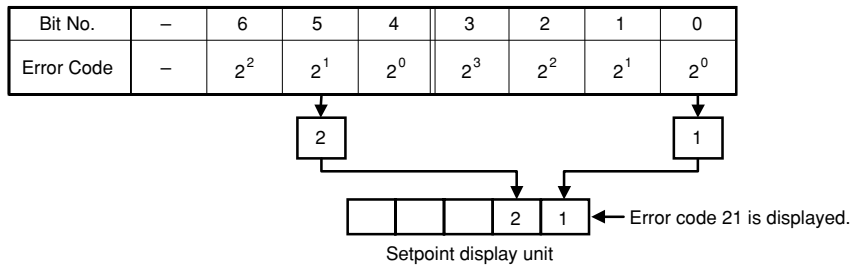 Bit No. – 6 5 4 3 2 1 0
Error Code – 2² 2¹ 2⁰ 2³ 2² 2¹ 2⁰
2 1
2 1 Error code 21 is displayed.
Setpoint display unit